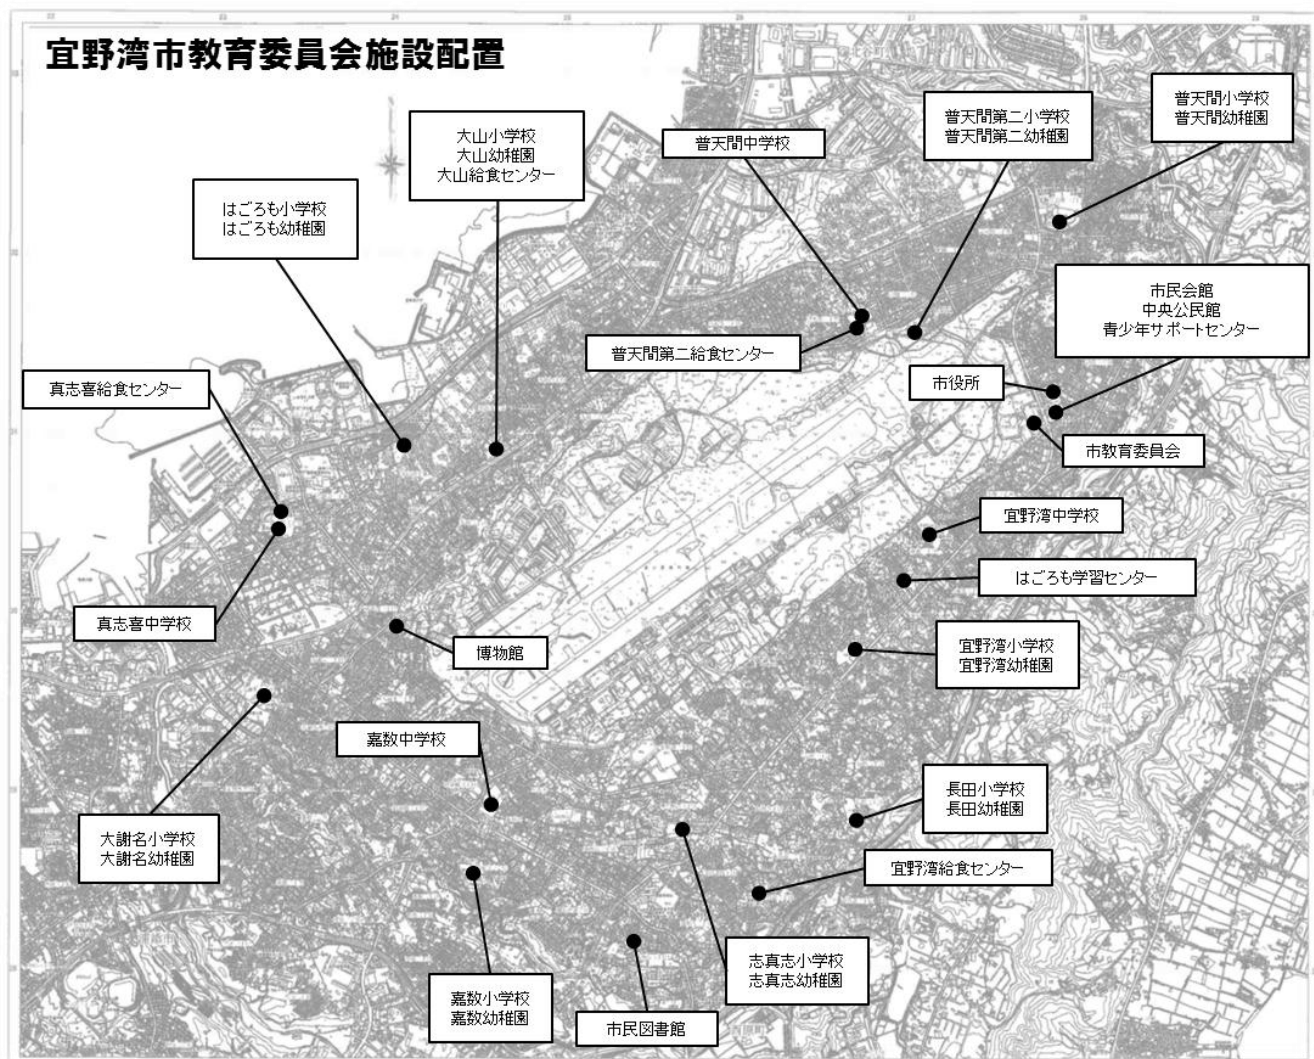 宜野湾市教育委員会施設配置
普天間小学校
普天間幼稚園
普天間第二小学校
普天間第二幼稚園
大山小学校
大山幼稚園
大山給食センター
普天間中学校
はごろも小学校
はごろも幼稚園
市民会館
中央公民館
青少年サポートセンター
普天間第二給食センター
真志喜給食センター
市役所
市教育委員会
宜野湾中学校
はごろも学習センター
真志喜中学校
博物館
宜野湾小学校
宜野湾幼稚園
嘉数中学校
長田小学校
長田幼稚園
大謝名小学校
大謝名幼稚園
宜野湾給食センター
志真志小学校
志真志幼稚園
嘉数小学校
嘉数幼稚園
市民図書館